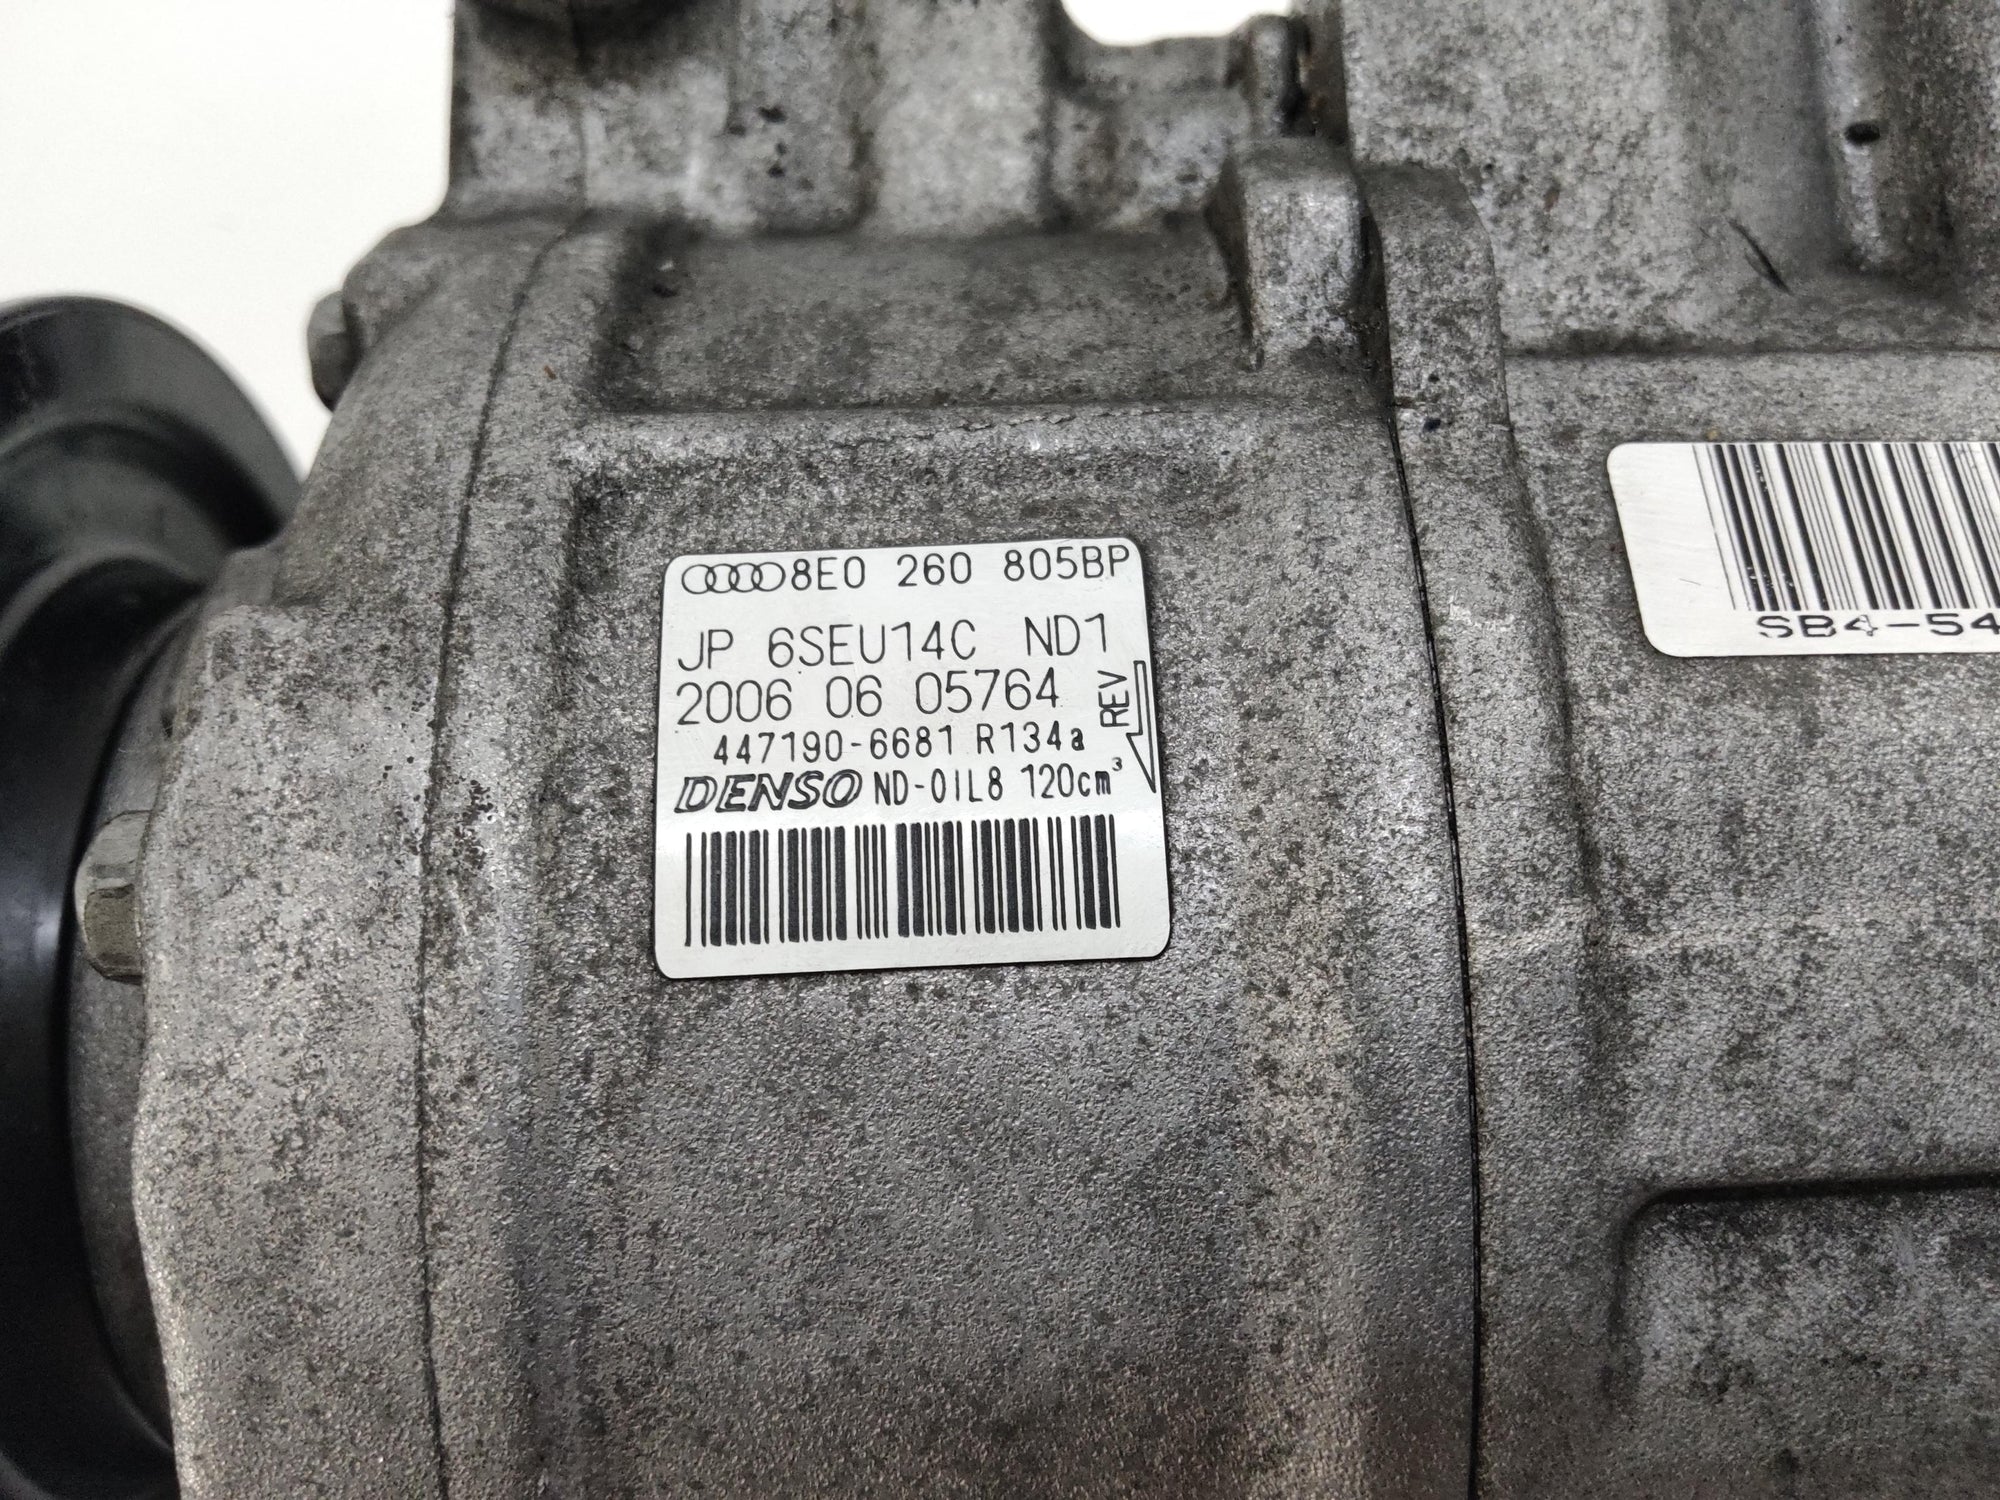 8E0 260 805BP
JP 6SEU14C ND1
2006 06 05764
REV
447190-6681 R134a
DENSO ND-OIL8 120cm³
SB4-54